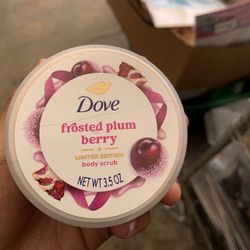 Dove
frosted plum
berry
LIMITED EDITION
body scrub
NET WT 3.5 OZ